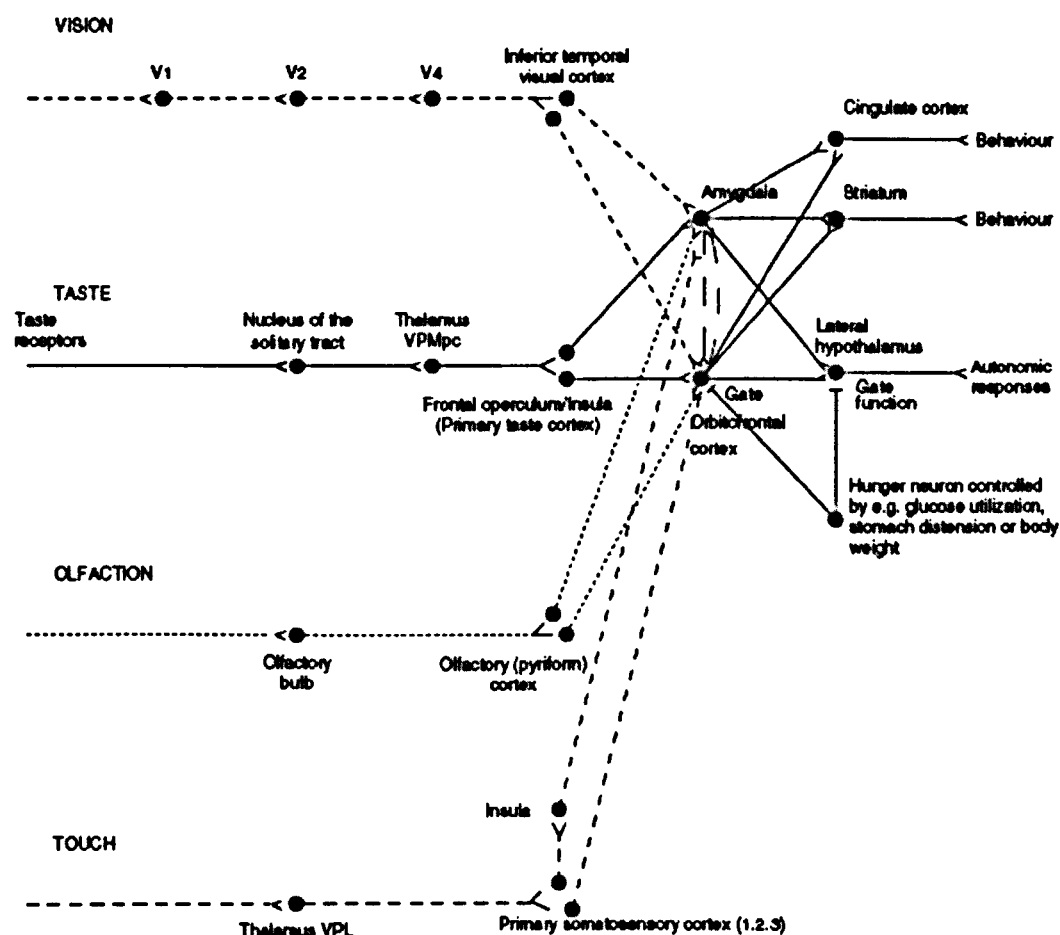 VISION
V1
V2
V4
Inferior temporal
visual cortex
Cingulate cortex
Behaviour
Amygdala
Striatum
Behaviour
TASTE
Taste
receptors
Nucleus of the
solitary tract
Thalamus
VPMpc
Frontal operculum/Insula
(Primary taste cortex)
Gate
Orbitofrontal
cortex
Lateral
hypothalamus
Gate
function
Autonomic
responses
Hunger neuron controlled
by e.g. glucose utilization,
stomach distension or body
weight
OLFACTION
Olfactory
bulb
Olfactory (pyriform)
cortex
TOUCH
Insula
Thalamus VPL
Primary somatosensory cortex (1.2.3)